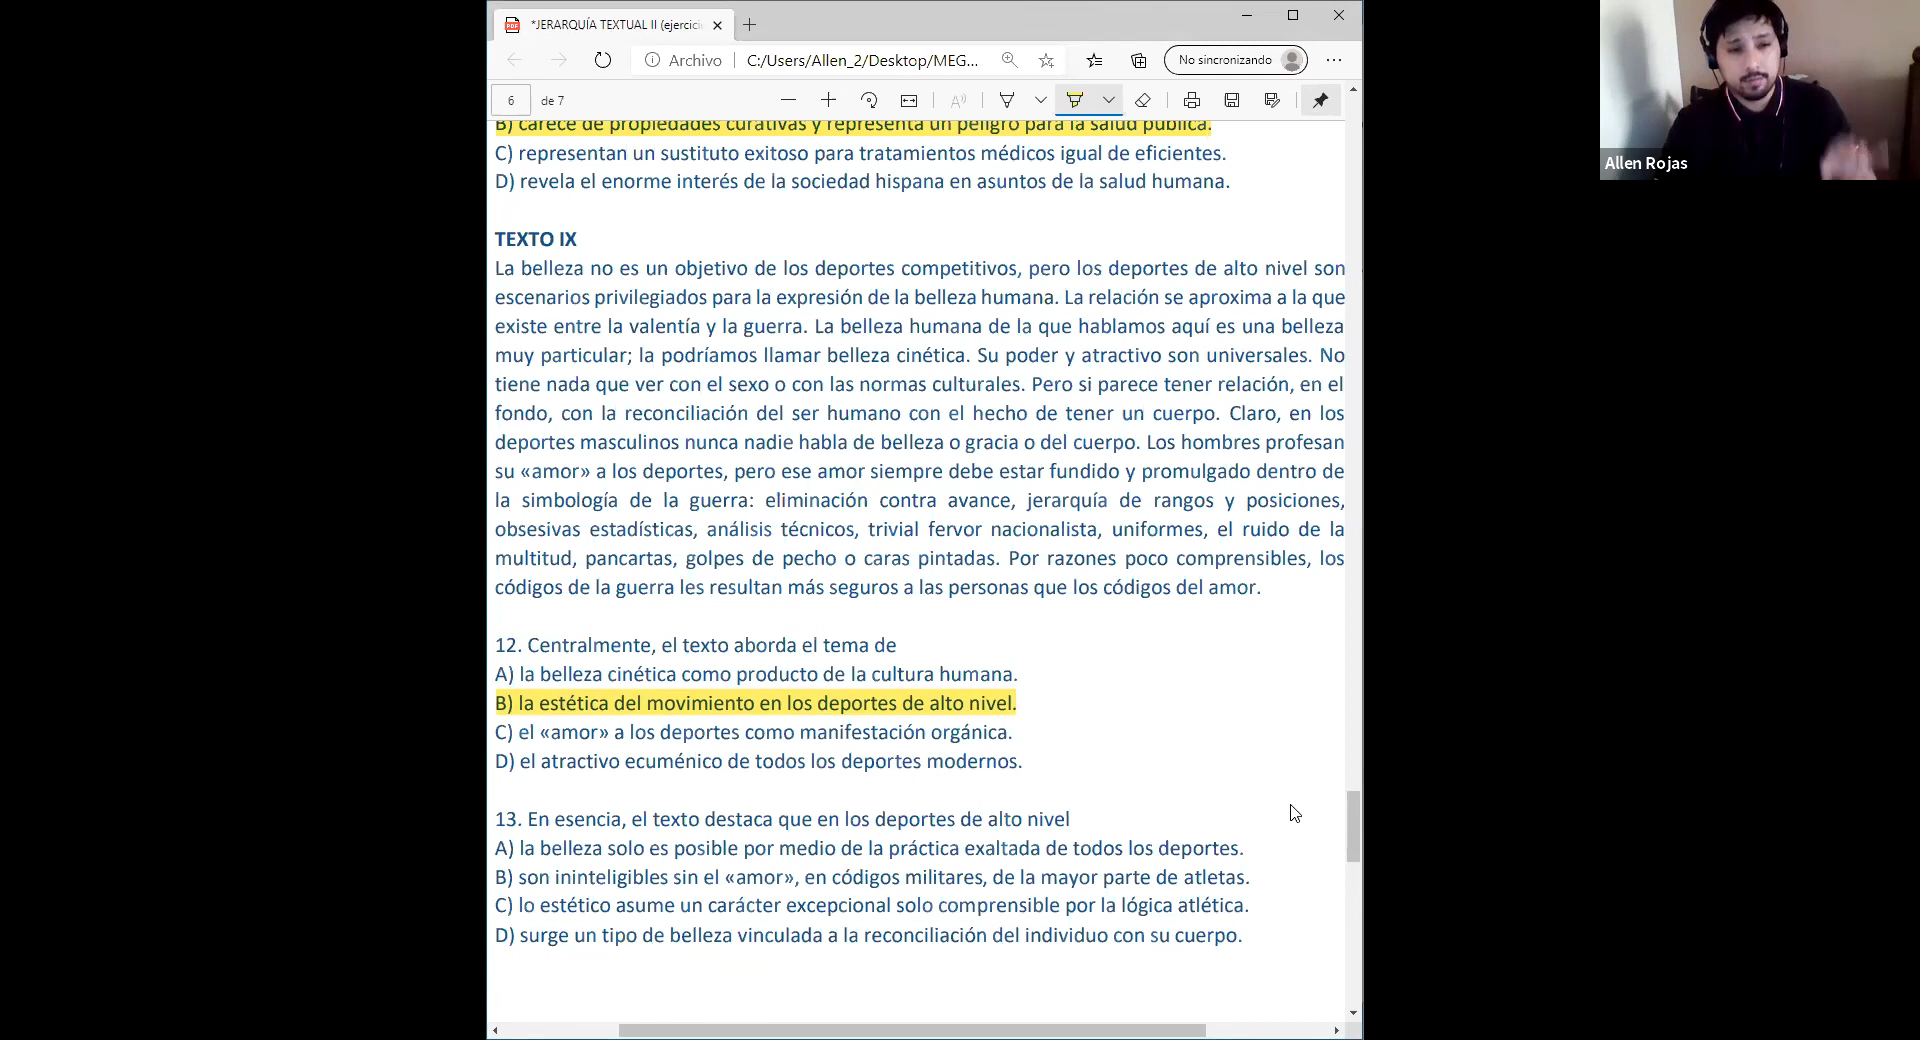 *JERARQUÍA TEXTUAL II (ejercici
Archivo
C:/Users/Allen_2/Desktop/MEG...
No sincronizando
6 de 7
B) carece de propiedades curativas y representa un peligro para la salud pública.
C) representan un sustituto exitoso para tratamientos médicos igual de eficientes.
D) revela el enorme interés de la sociedad hispana en asuntos de la salud humana.
TEXTO IX
La belleza no es un objetivo de los deportes competitivos, pero los deportes de alto nivel son
escenarios privilegiados para la expresión de la belleza humana. La relación se aproxima a la que
existe entre la valentía y la guerra. La belleza humana de la que hablamos aquí es una belleza
muy particular; la podríamos llamar belleza cinética. Su poder y atractivo son universales. No
tiene nada que ver con el sexo o con las normas culturales. Pero si parece tener relación, en el
fondo, con la reconciliación del ser humano con el hecho de tener un cuerpo. Claro, en los
deportes masculinos nunca nadie habla de belleza o gracia o del cuerpo. Los hombres profesan
su «amor» a los deportes, pero ese amor siempre debe estar fundido y promulgado dentro de
la simbología de la guerra: eliminación contra avance, jerarquía de rangos y posiciones,
obsesivas estadísticas, análisis técnicos, trivial fervor nacionalista, uniformes, el ruido de la
multitud, pancartas, golpes de pecho o caras pintadas. Por razones poco comprensibles, los
códigos de la guerra les resultan más seguros a las personas que los códigos del amor.
12. Centralmente, el texto aborda el tema de
A) la belleza cinética como producto de la cultura humana.
B) la estética del movimiento en los deportes de alto nivel.
C) el «amor» a los deportes como manifestación orgánica.
D) el atractivo ecuménico de todos los deportes modernos.
13. En esencia, el texto destaca que en los deportes de alto nivel
A) la belleza solo es posible por medio de la práctica exaltada de todos los deportes.
B) son ininteligibles sin el «amor», en códigos militares, de la mayor parte de atletas.
C) lo estético asume un carácter excepcional solo comprensible por la lógica atlética.
D) surge un tipo de belleza vinculada a la reconciliación del individuo con su cuerpo.
Allen Rojas